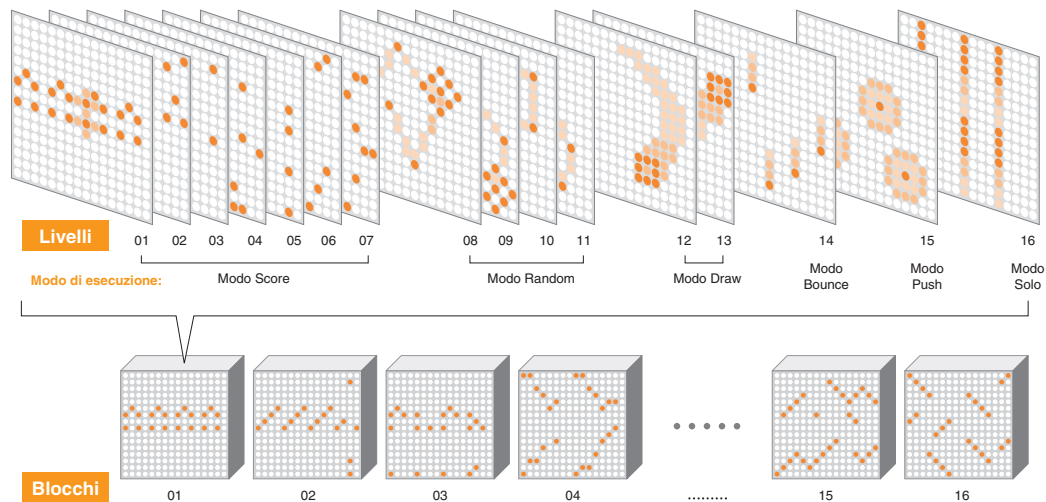 Livelli
01 02 03 04 05 06 07 08 09 10 11 12 13 14 15 16
Modo di esecuzione:
Modo Score
Modo Random
Modo Draw
Modo
Bounce
Modo
Push
Modo
Solo
Blocchi
01 02 03 04 ......... 15 16